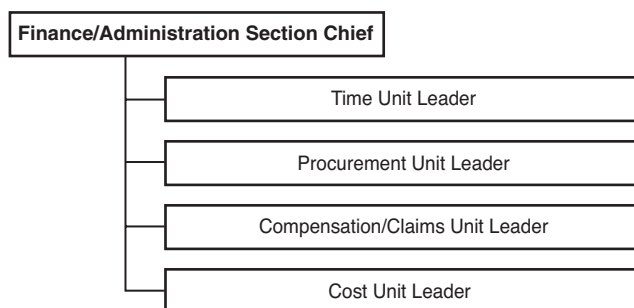 Finance/Administration Section Chief
Time Unit Leader
Procurement Unit Leader
Compensation/Claims Unit Leader
Cost Unit Leader